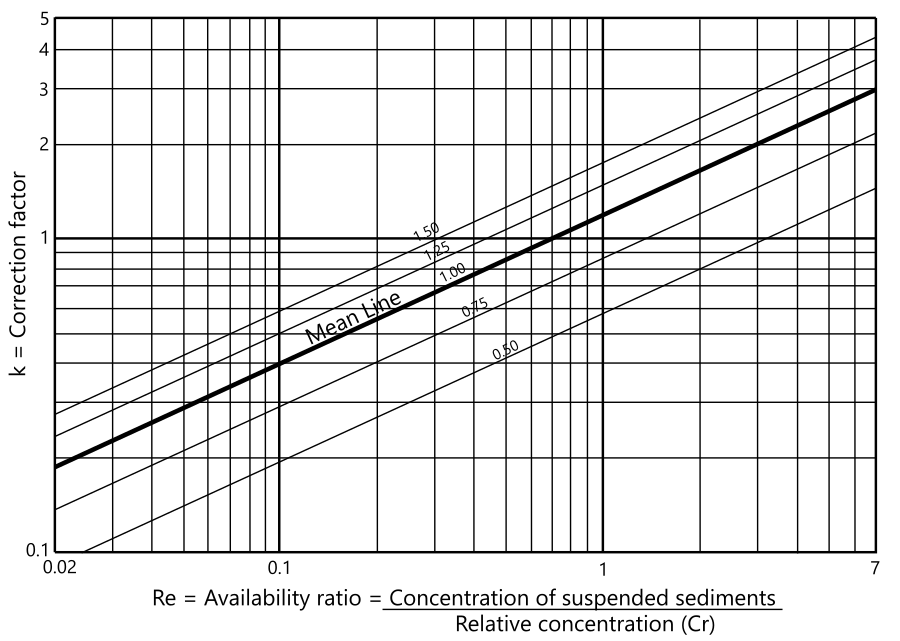 5
4
3
2
1
0.1
k = Correction factor
1.50
1.25
1.00
Mean Line
0.75
0.50
0.02 0.1 1 7
Re = Availability ratio = Concentration of suspended sediments
Relative concentration (Cr)